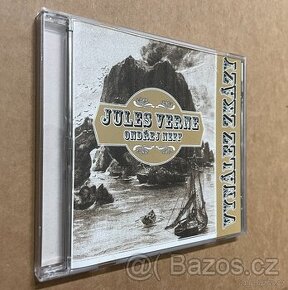 JULES VERNE
ONDŘEJ NEFF
VYNÁLEZ ZKÁZY
Bazos.cz